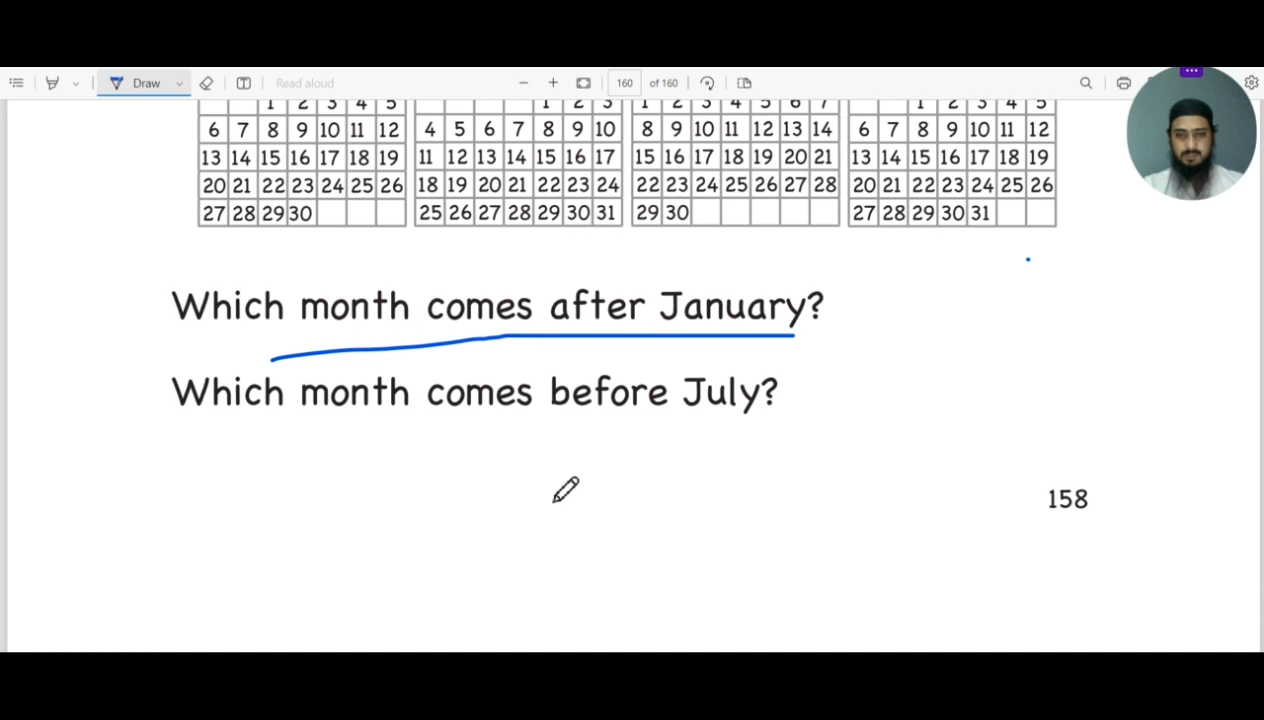 Draw
Read aloud
160 of 160
1 2 3 4 5 1 2 3 1 2 3 4 5 6 7 1 2 3 4 5
6 7 8 9 10 11 12 4 5 6 7 8 9 10 8 9 10 11 12 13 14 6 7 8 9 10 11 12
13 14 15 16 17 18 19 11 12 13 14 15 16 17 15 16 17 18 19 20 21 13 14 15 16 17 18 19
20 21 22 23 24 25 26 18 19 20 21 22 23 24 22 23 24 25 26 27 28 20 21 22 23 24 25 26
27 28 29 30 25 26 27 28 29 30 31 29 30 27 28 29 30 31
Which month comes after January?
Which month comes before July?
158